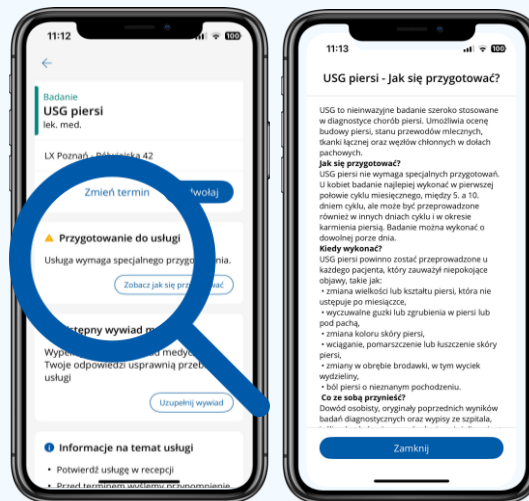 11:12
100
Badanie
USG piersi
lek. med.
LX Poznań - Półwiejska 42
Zmień termin
Przygotowanie do usługi
Usługa wymaga specjalnego
Zobacz jak się
Twoje odpowiedzi usprawnią
usługi
Uzupełnij wywiad
Informacje na temat usługi
• Potwierdź usługę w recepcji
• Przed terminem wyślemy przypomnienie
11:13
100
USG piersi - Jak się przygotować?
USG to nieinwazyjne badanie szeroko stosowane
w diagnostyce chorób piersi. Umożliwia ocenę
budowy piersi, stanu przewodów mlecznych,
tkanki łącznej oraz węzłów chłonnych w dołach
pachowych.
Jak się przygotować?
USG piersi nie wymaga specjalnych przygotowań.
U kobiet badanie najlepiej wykonać w pierwszej
połowie cyklu miesięcznego, między 5. a 10.
dniem cyklu, ale może być przeprowadzone
również w innych dniach cyklu i w okresie
karmienia piersią. Badanie można wykonać o
dowolnej porze dnia.
Kiedy wykonać?
USG piersi powinno zostać przeprowadzone u
każdego pacjenta, który zauważył niepokojące
objawy, takie jak:
• zmiana wielkości lub kształtu piersi, która nie
ustępuje po miesiączce,
• wyczuwalne guzki lub zgrubienia w piersi lub
pod pachą,
• zmiana koloru skóry piersi,
• wciąganie, pomarszczenie lub łuszczenie skóry
piersi,
• zmiany w obrębie brodawki, w tym wyciek
wydzieliny,
• ból piersi o nieznanym pochodzeniu.
Co ze sobą przynieść?
Dowód osobisty, oryginały poprzednich wyników
badań diagnostycznych oraz wypisy ze szpitala,
Zamknij